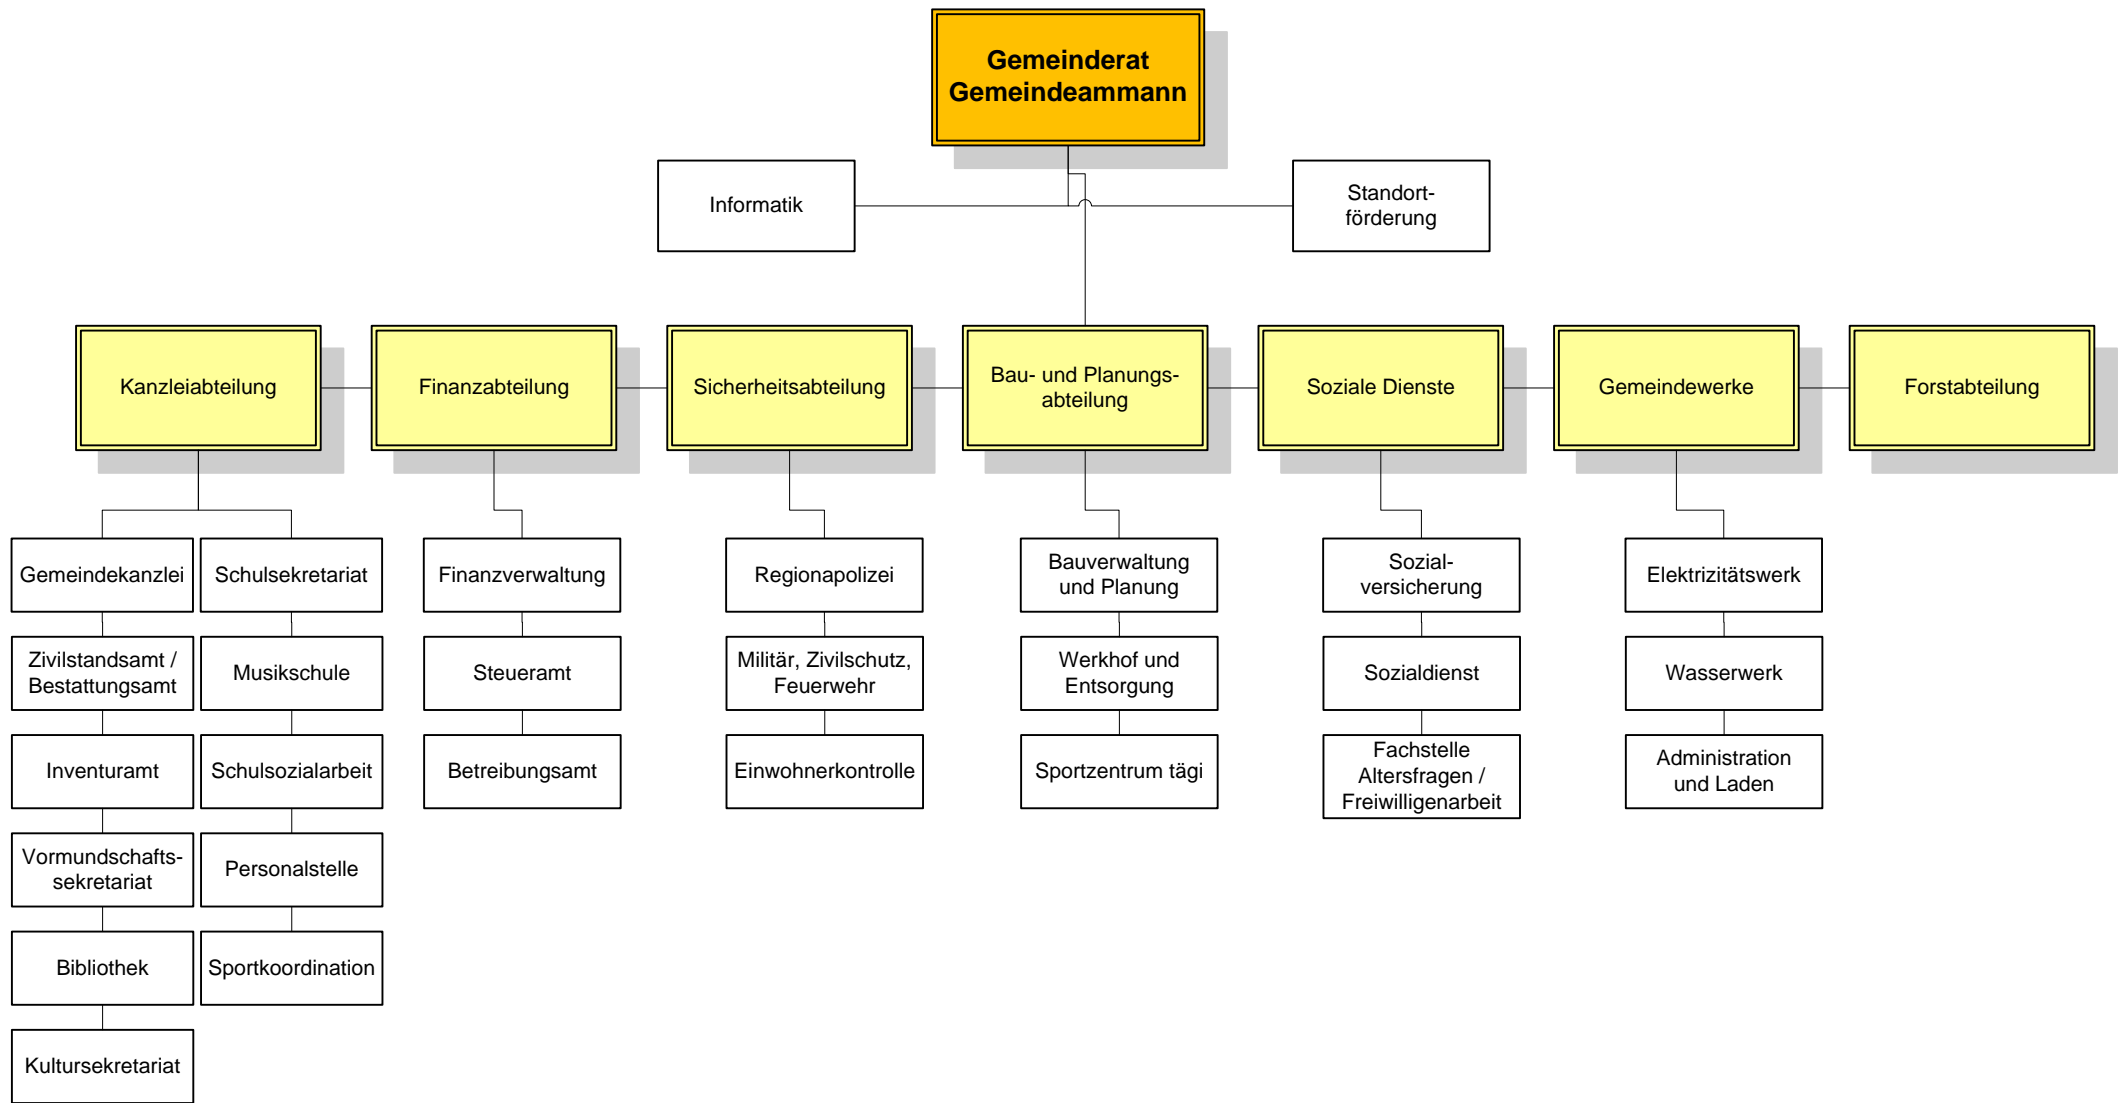 Gemeinderat
Gemeindeammann
Informatik
Standort-
förderung
Kanzleiabteilung
Finanzabteilung
Sicherheitsabteilung
Bau- und Planungs-
abteilung
Soziale Dienste
Gemeindewerke
Forstabteilung
Gemeindekanzlei
Zivilstandsamt /
Bestattungsamt
Inventuramt
Vormundschafts-
sekretariat
Bibliothek
Kultursekretariat
Schulsekretariat
Musikschule
Schulsozialarbeit
Personalstelle
Sportkoordination
Finanzverwaltung
Steueramt
Betreibungsamt
Regionapolizei
Militär, Zivilschutz,
Feuerwehr
Einwohnerkontrolle
Bauverwaltung
und Planung
Werkhof und
Entsorgung
Sportzentrum tägi
Sozial-
versicherung
Sozialdienst
Fachstelle
Altersfragen /
Freiwilligenarbeit
Elektrizitätswerk
Wasserwerk
Administration
und Laden